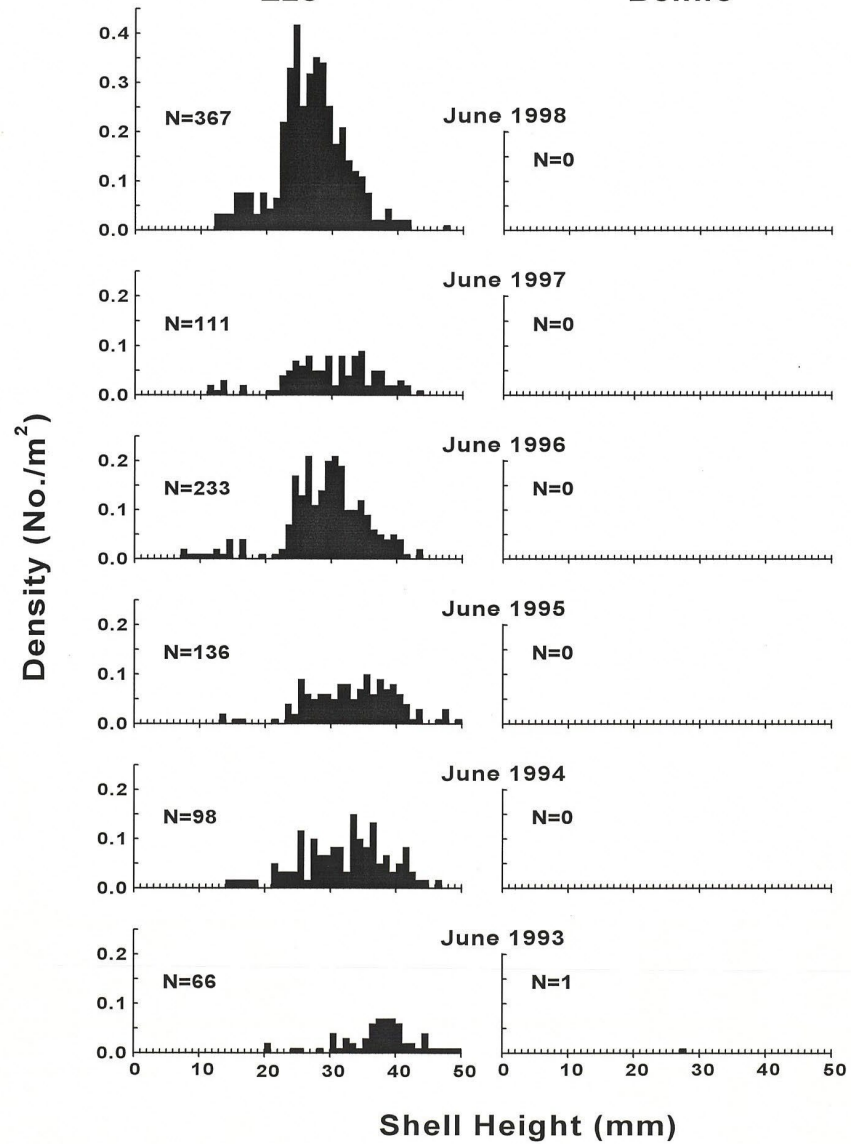 0.4
0.3
0.2
0.1
0.0
N=367
June 1998
N=0
0.2
0.1
0.0
N=111
June 1997
N=0
0.2
0.1
0.0
N=233
June 1996
N=0
0.2
0.1
0.0
N=136
June 1995
N=0
0.2
0.1
0.0
N=98
June 1994
N=0
0.2
0.1
0.0
N=66
June 1993
N=1
0 10 20 30 40 50 0 10 20 30 40 50
Density (No./m²)
Shell Height (mm)